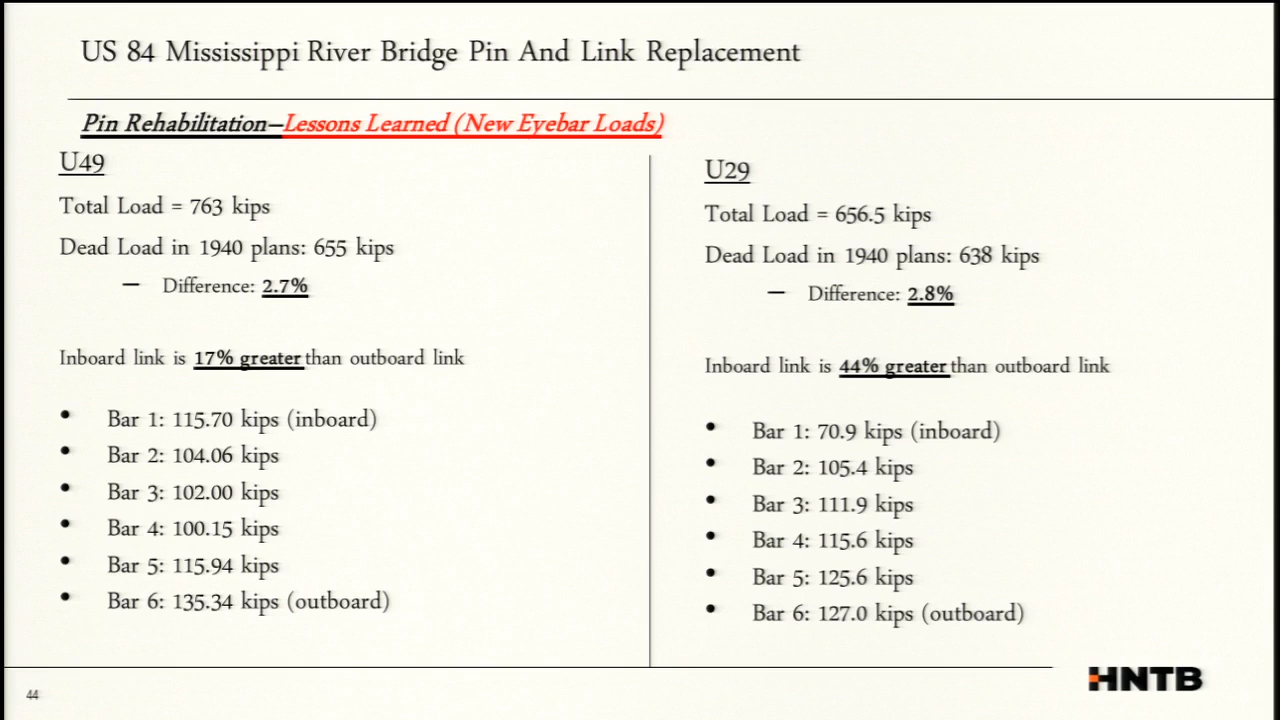 US 84 Mississippi River Bridge Pin And Link Replacement
Pin Rehabilitation–Lessons Learned (New Eyebar Loads)
U49
Total Load = 763 kips
Dead Load in 1940 plans: 655 kips
– Difference: 2.7%
Inboard link is 17% greater than outboard link
• Bar 1: 115.70 kips (inboard)
• Bar 2: 104.06 kips
• Bar 3: 102.00 kips
• Bar 4: 100.15 kips
• Bar 5: 115.94 kips
• Bar 6: 135.34 kips (outboard)
U29
Total Load = 656.5 kips
Dead Load in 1940 plans: 638 kips
– Difference: 2.8%
Inboard link is 44% greater than outboard link
• Bar 1: 70.9 kips (inboard)
• Bar 2: 105.4 kips
• Bar 3: 111.9 kips
• Bar 4: 115.6 kips
• Bar 5: 125.6 kips
• Bar 6: 127.0 kips (outboard)
44
HNTB